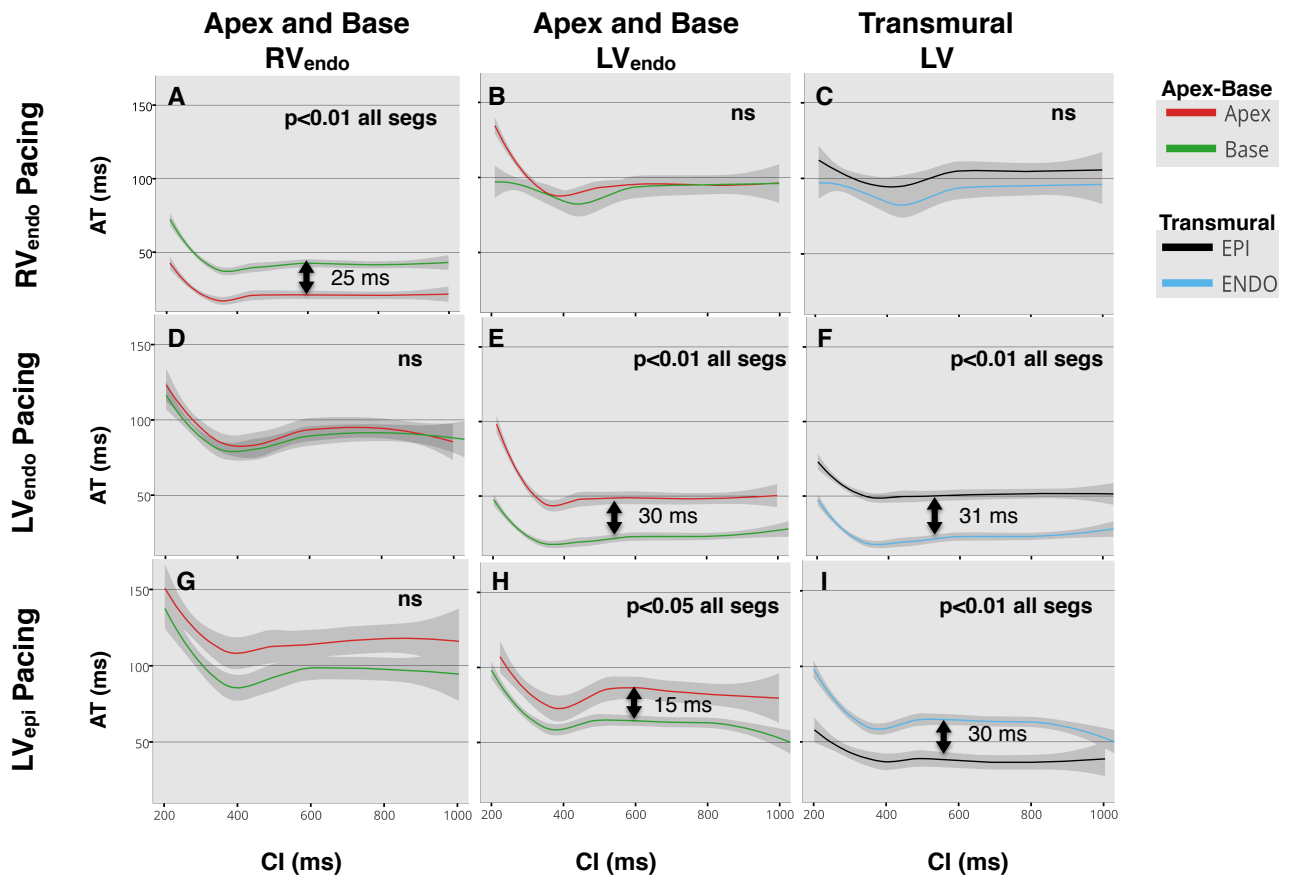 Apex and Base
RVendo
Apex and Base
LVendo
Transmural
LV
RVendo Pacing
AT (ms)
150
100
50
A
p<0.01 all segs
25 ms
B
ns
C
ns
Apex-Base
Apex
Base
Transmural
EPI
ENDO
LVendo Pacing
AT (ms)
150
100
50
D
ns
E
p<0.01 all segs
30 ms
F
p<0.01 all segs
31 ms
LVepi Pacing
AT (ms)
150
100
50
G
ns
H
p<0.05 all segs
15 ms
I
p<0.01 all segs
30 ms
200 400 600 800 1000
200 400 600 800 1000
200 400 600 800 1000
CI (ms)
CI (ms)
CI (ms)